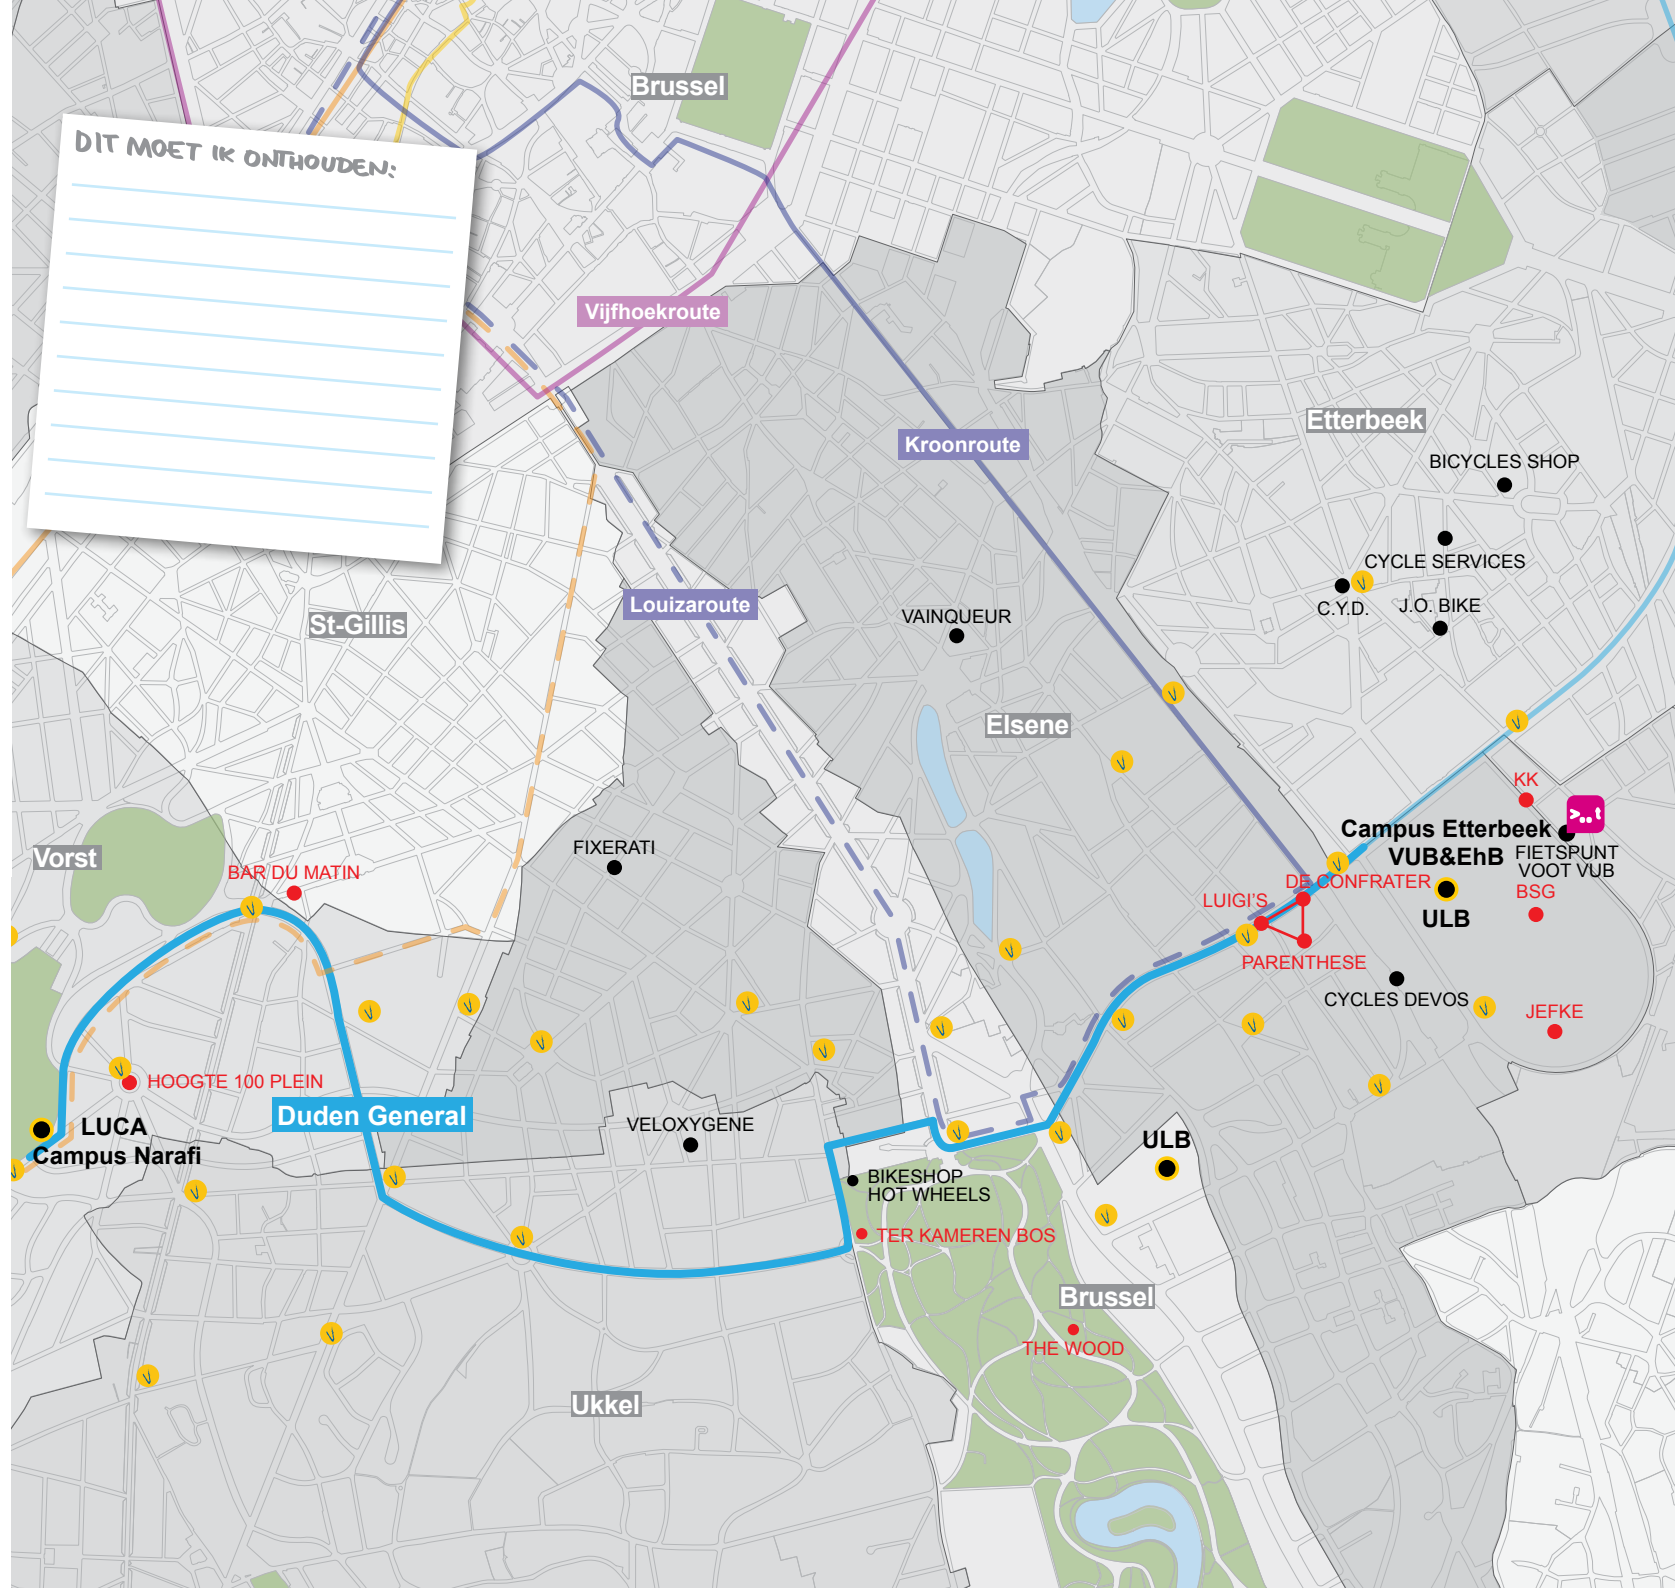 Brussel
DIT MOET IK ONTHOUDEN:
Vijfhoekroute
Kroonroute
Etterbeek
BICYCLES SHOP
CYCLE SERVICES
C.Y.D.
J.O. BIKE
St-Gillis
Louizaroute
VAINQUEUR
Elsene
KK
>..t
Campus Etterbeek
VUB&EhB
FIETSPUNT
VOOT VUB
FIXERATI
Vorst
BAR DU MATIN
DE CONFRATER
LUIGI'S
BSG
ULB
PARENTHESE
CYCLES DEVOS
JEFKE
HOOGTE 100 PLEIN
Duden General
LUCA
Campus Narafi
VELOXYGENE
ULB
BIKESHOP
HOT WHEELS
TER KAMEREN BOS
Brussel
THE WOOD
Ukkel